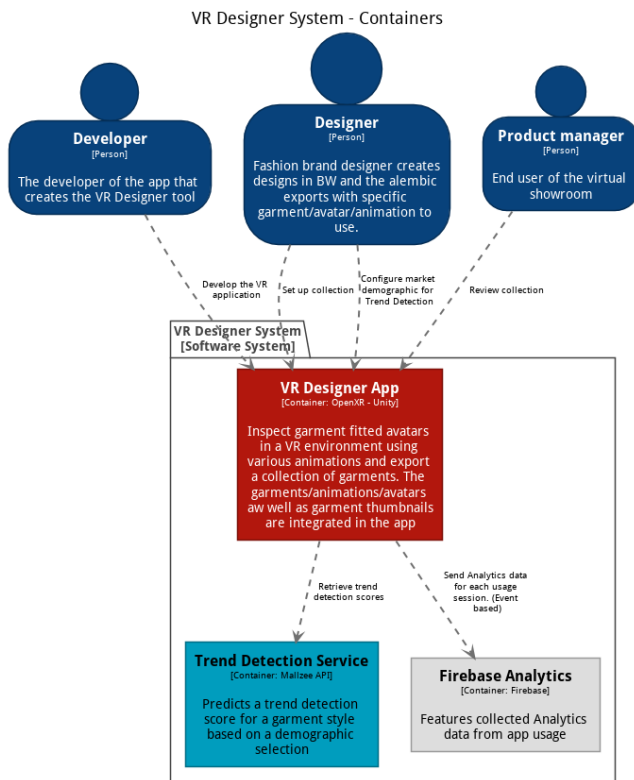 VR Designer System - Containers
Developer
[Person]
The developer of the app that
creates the VR Designer tool
Designer
[Person]
Fashion brand designer creates
designs in BW and the alembic
exports with specific
garment/avatar/animation to
use.
Product manager
[Person]
End user of the virtual
showroom
Develop the VR
application
Set up collection
Configure market
demographic for
Trend Detection
Review collection
VR Designer System
[Software System]
VR Designer App
[Container: OpenXR - Unity]
Inspect garment fitted avatars
in a VR environment using
various animations and export
a collection of garments. The
garments/animations/avatars
aw well as garment thumbnails
are integrated in the app
Retrieve trend
detection scores
Send Analytics data
for each usage
session. (Event
based)
Trend Detection Service
[Container: Mallzee API]
Predicts a trend detection
score for a garment style
based on a demographic
selection
Firebase Analytics
[Container: Firebase]
Features collected Analytics
data from app usage